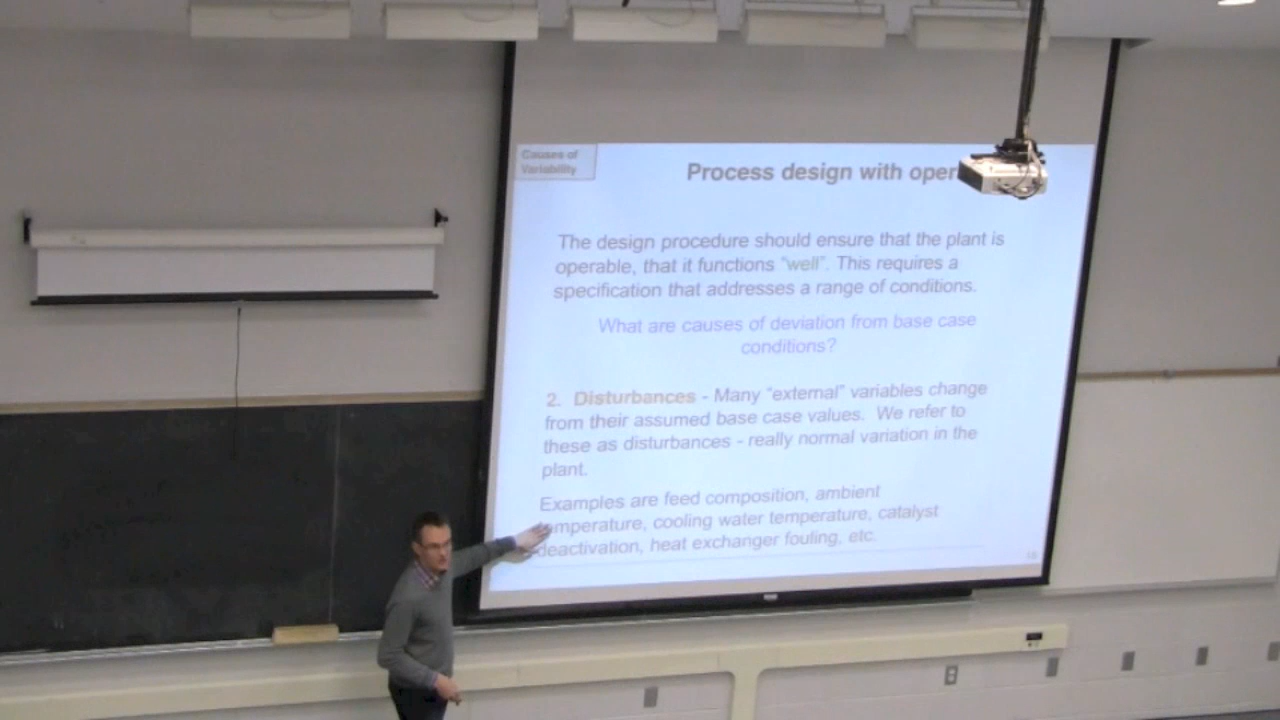 Causes of
Variability
Process design with oper
The design procedure should ensure that the plant is
operable, that it functions "well". This requires a
specification that addresses a range of conditions.
What are causes of deviation from base case
conditions?
2. Disturbances - Many "external" variables change
from their assumed base case values. We refer to
these as disturbances - really normal variation in the
plant.
Examples are feed composition, ambient
emperature, cooling water temperature, catalyst
deactivation, heat exchanger fouling, etc.